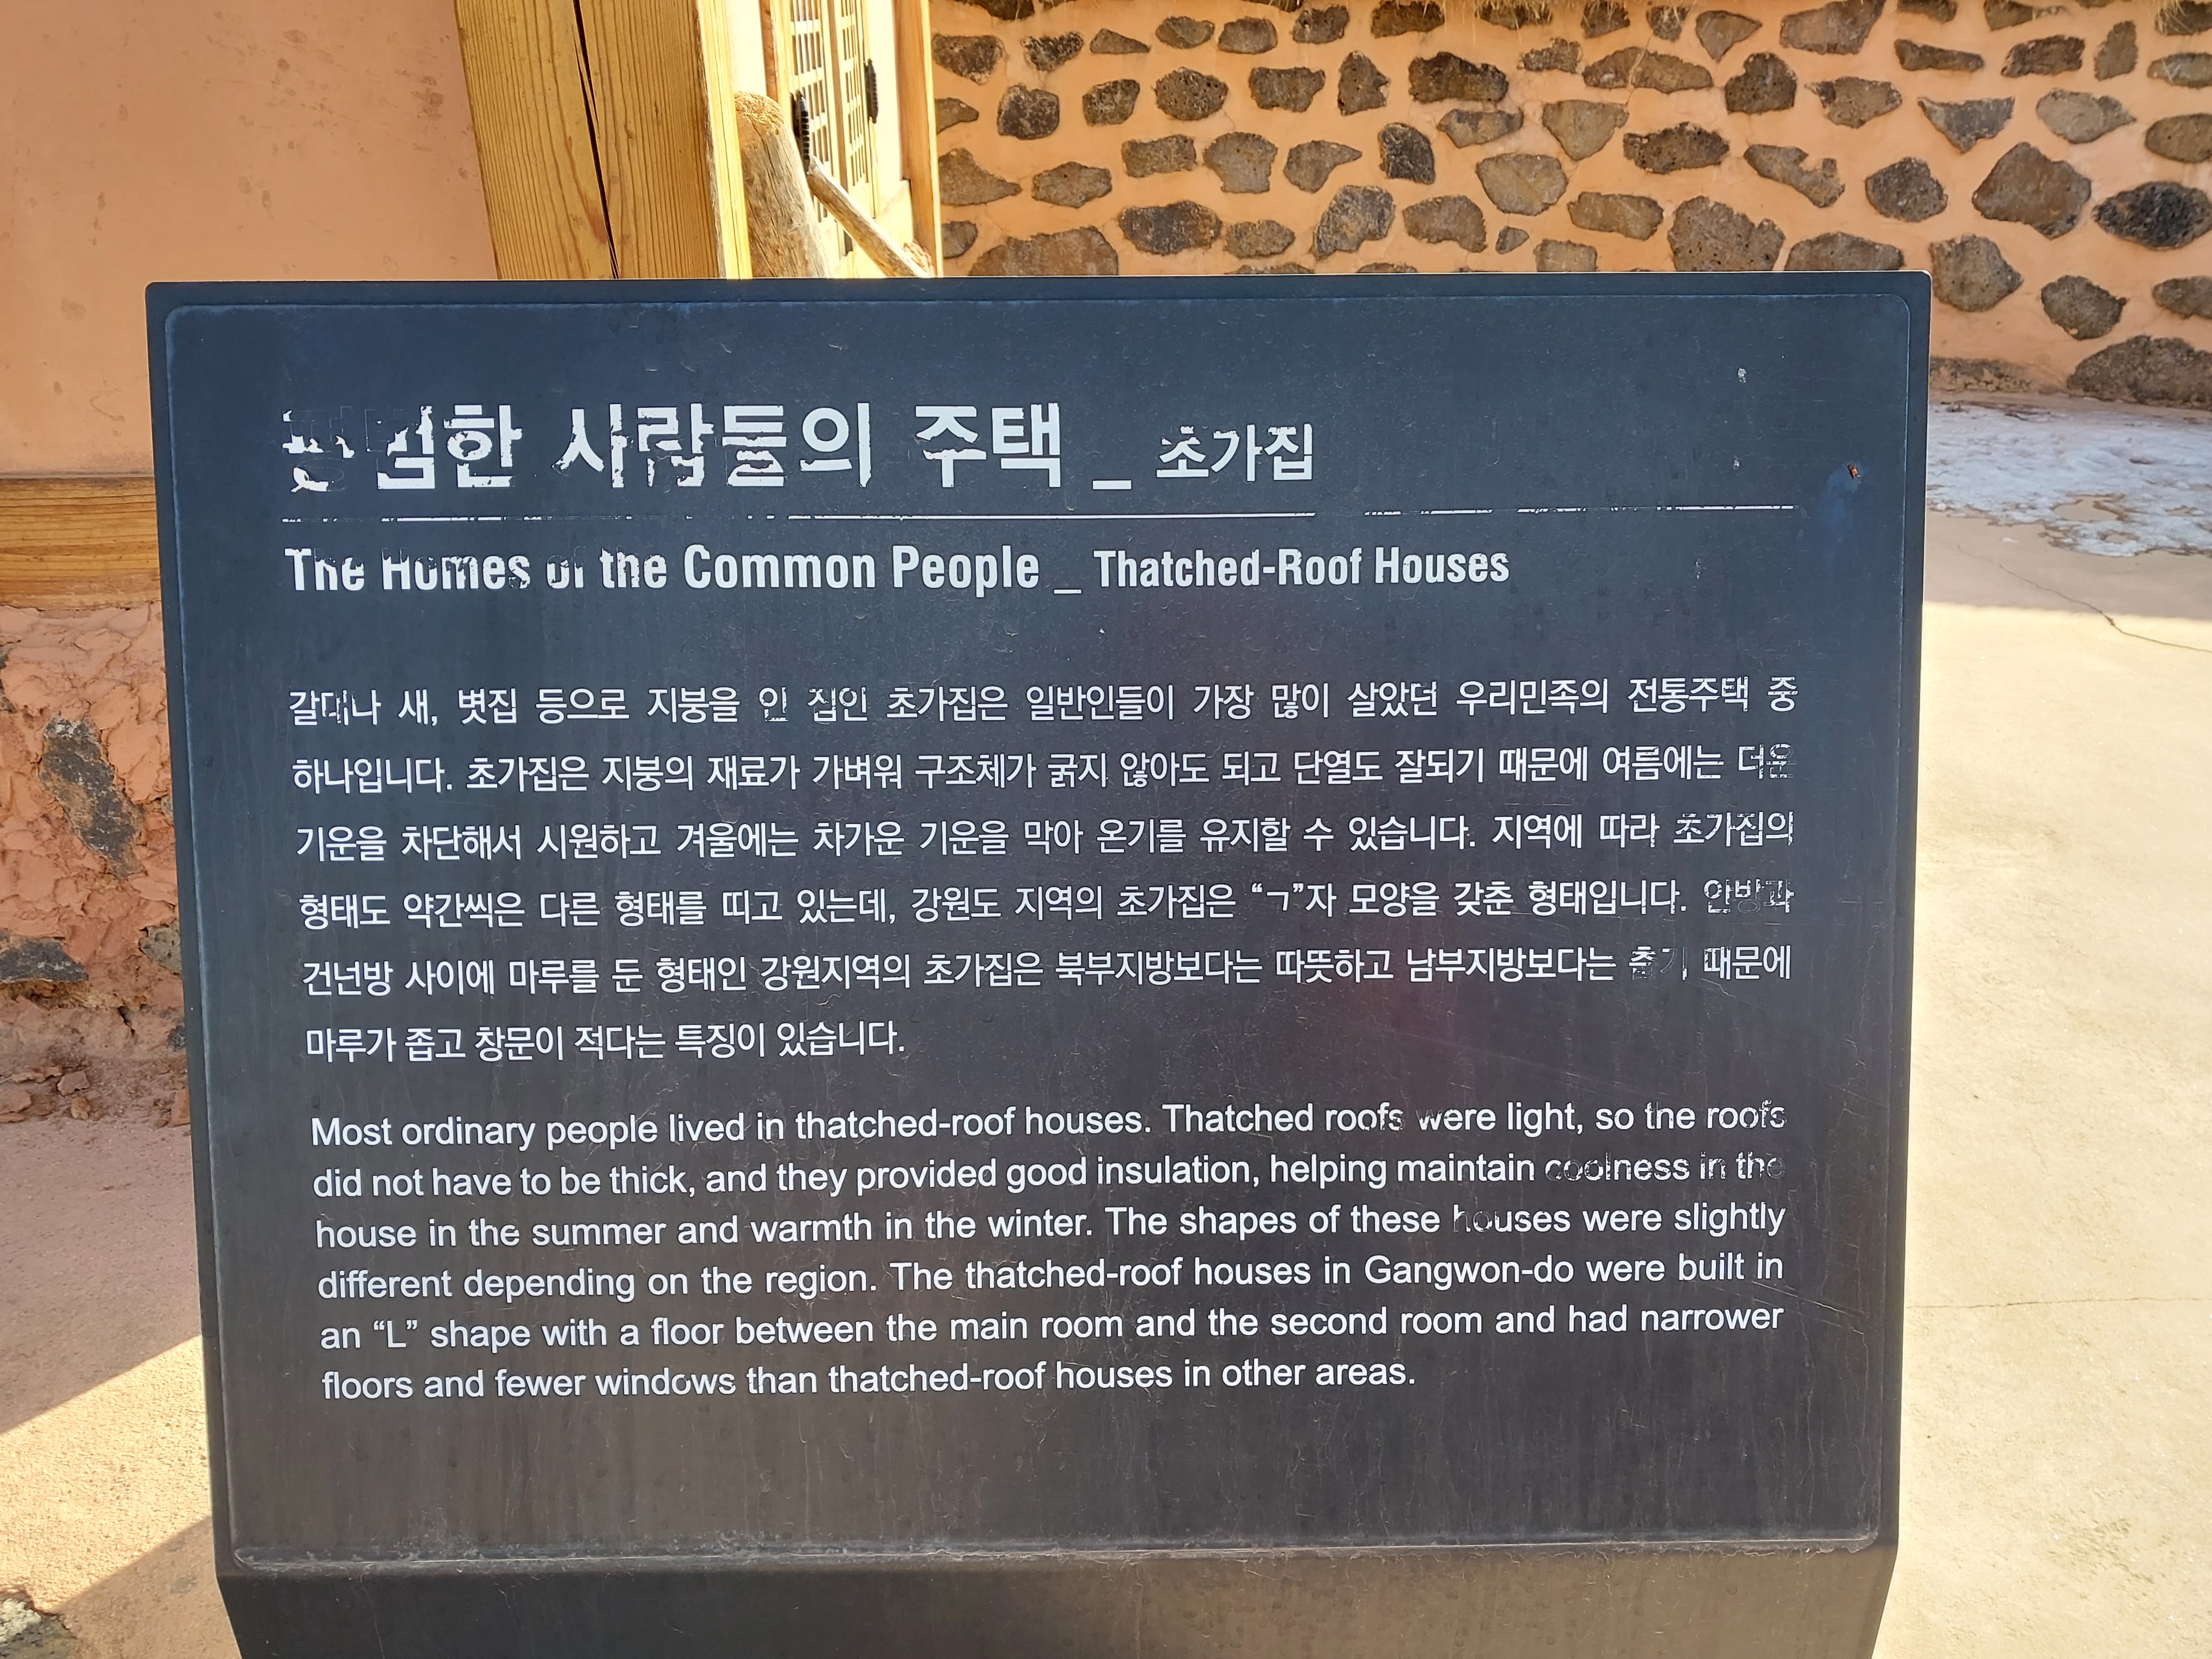 평범한 사람들의 주택 _ 초가집
The Homes of the Common People _ Thatched-Roof Houses
갈대나 새, 볏집 등으로 지붕을 인 집인 초가집은 일반인들이 가장 많이 살았던 우리민족의 전통주택 중
하나입니다. 초가집은 지붕의 재료가 가벼워 구조체가 굵지 않아도 되고 단열도 잘되기 때문에 여름에는 더운
기운을 차단해서 시원하고 겨울에는 차가운 기운을 막아 온기를 유지할 수 있습니다. 지역에 따라 초가집의
형태도 약간씩은 다른 형태를 띠고 있는데, 강원도 지역의 초가집은 “ㄱ”자 모양을 갖춘 형태입니다. 안방과
건넌방 사이에 마루를 둔 형태인 강원지역의 초가집은 북부지방보다는 따뜻하고 남부지방보다는 춥기 때문에
마루가 좁고 창문이 적다는 특징이 있습니다.
Most ordinary people lived in thatched-roof houses. Thatched roofs were light, so the roofs
did not have to be thick, and they provided good insulation, helping maintain coolness in the
house in the summer and warmth in the winter. The shapes of these houses were slightly
different depending on the region. The thatched-roof houses in Gangwon-do were built in
an “L” shape with a floor between the main room and the second room and had narrower
floors and fewer windows than thatched-roof houses in other areas.